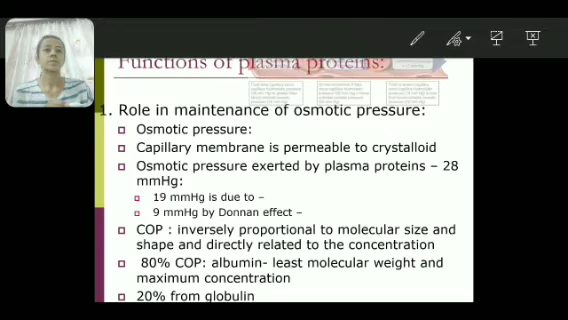 Functions of plasma proteins:
1. Role in maintenance of osmotic pressure:
Osmotic pressure:
Capillary membrane is permeable to crystalloid
Osmotic pressure exerted by plasma proteins – 28
mmHg:
19 mmHg is due to –
9 mmHg by Donnan effect –
COP : inversely proportional to molecular size and
shape and directly related to the concentration
80% COP: albumin- least molecular weight and
maximum concentration
20% from globulin